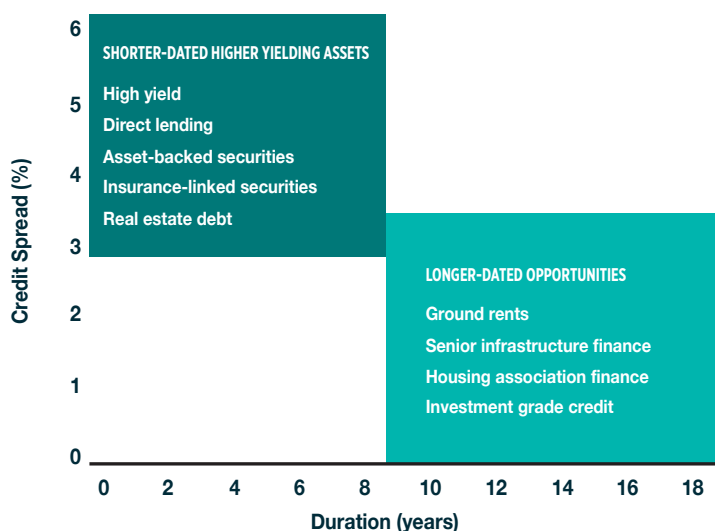 6
5
4
3
2
1
0
Credit Spread (%)
SHORTER-DATED HIGHER YIELDING ASSETS
High yield
Direct lending
Asset-backed securities
Insurance-linked securities
Real estate debt
LONGER-DATED OPPORTUNITIES
Ground rents
Senior infrastructure finance
Housing association finance
Investment grade credit
0 2 4 6 8 10 12 14 16 18
Duration (years)